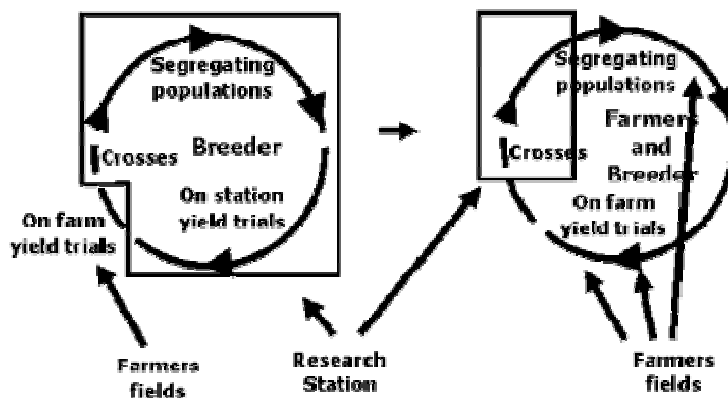 Segregating
populations
Crosses
Breeder
On station
yield trials
On farm
yield trials
Farmers
fields
Research
Station
Segregating
populations
Farmers
and
Breeder
Crosses
On farm
yield trials
Farmers
fields